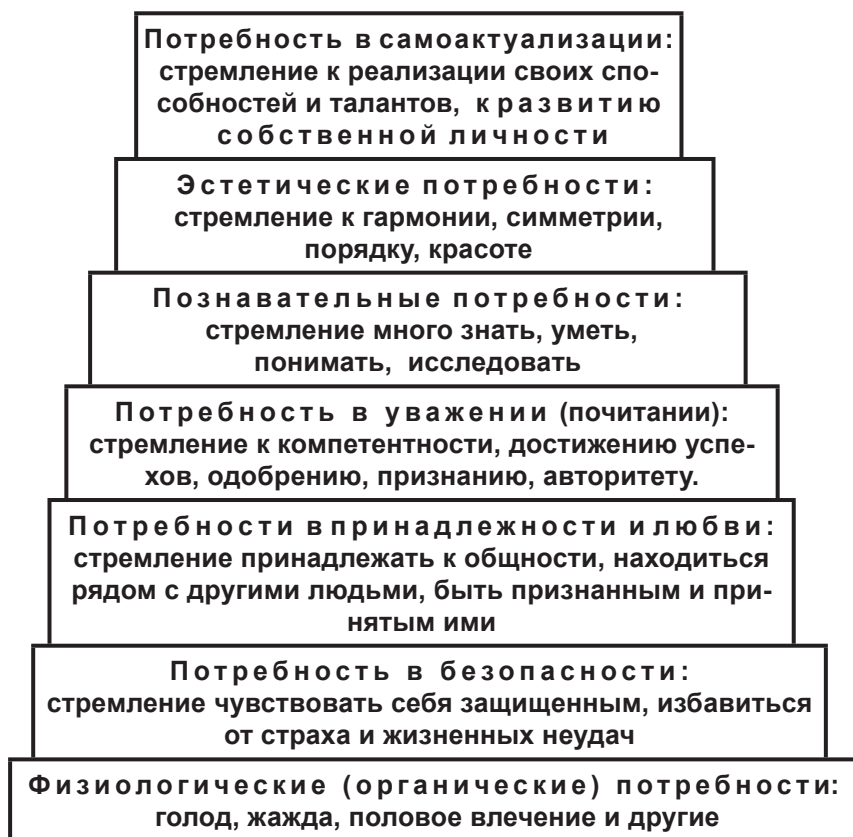 Потребность в самоактуализации:
стремление к реализации своих спо-
собностей и талантов, к развитию
собственной личности
Эстетические потребности:
стремление к гармонии, симметрии,
порядку, красоте
Познавательные потребности:
стремление много знать, уметь,
понимать, исследовать
Потребность в уважении (почитании):
стремление к компетентности, достижению успе-
хов, одобрению, признанию, авторитету.
Потребности в принадлежности и любви:
стремление принадлежать к общности, находиться
рядом с другими людьми, быть признанным и при-
нятым ими
Потребность в безопасности:
стремление чувствовать себя защищенным, избавиться
от страха и жизненных неудач
Физиологические (органические) потребности:
голод, жажда, половое влечение и другие